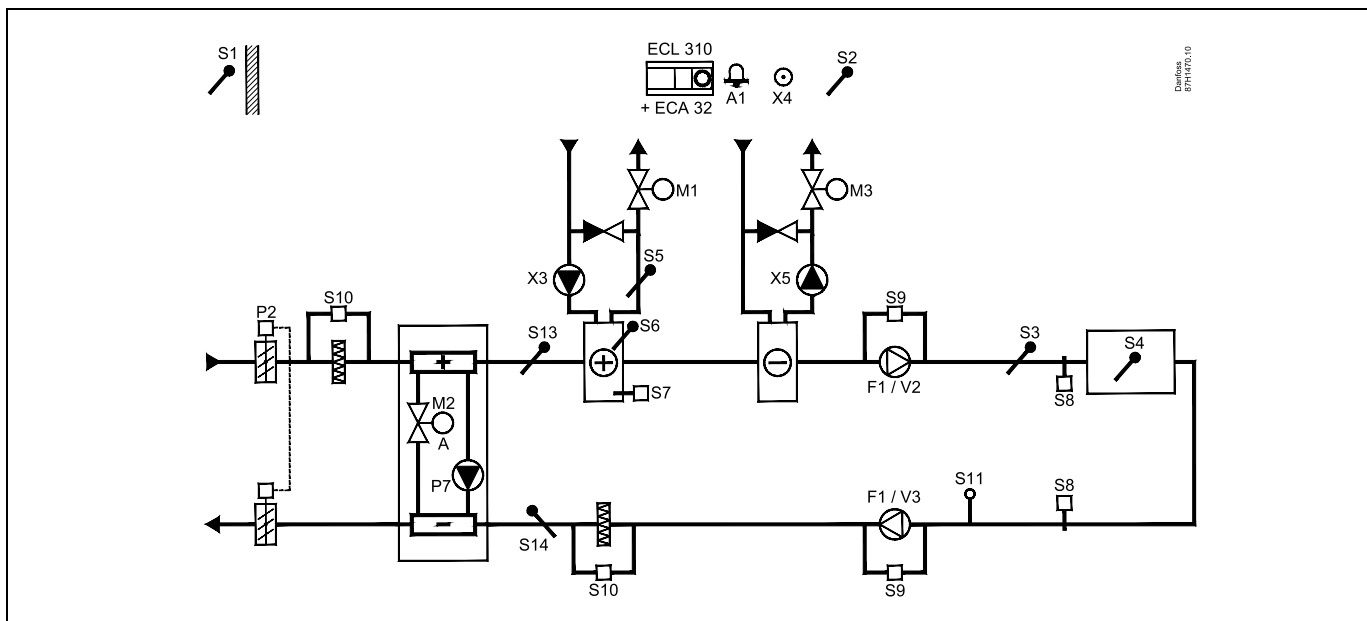 S1
ECL 310
+ ECA 32
A1
X4
S2
Danfoss
87H1470.10
M1
M3
S5
X3
X5
S10
P2
S13
S6
S9
S3
S4
F1 / V2
S7
S8
M2
A
P7
S11
S8
F1 / V3
S14
S10
S9